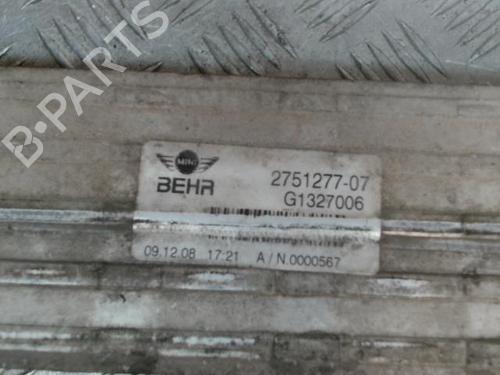 B-PARTS
MINI
BEHR
2751277-07
G1327006
09.12.08 17:21 A/N.0000567